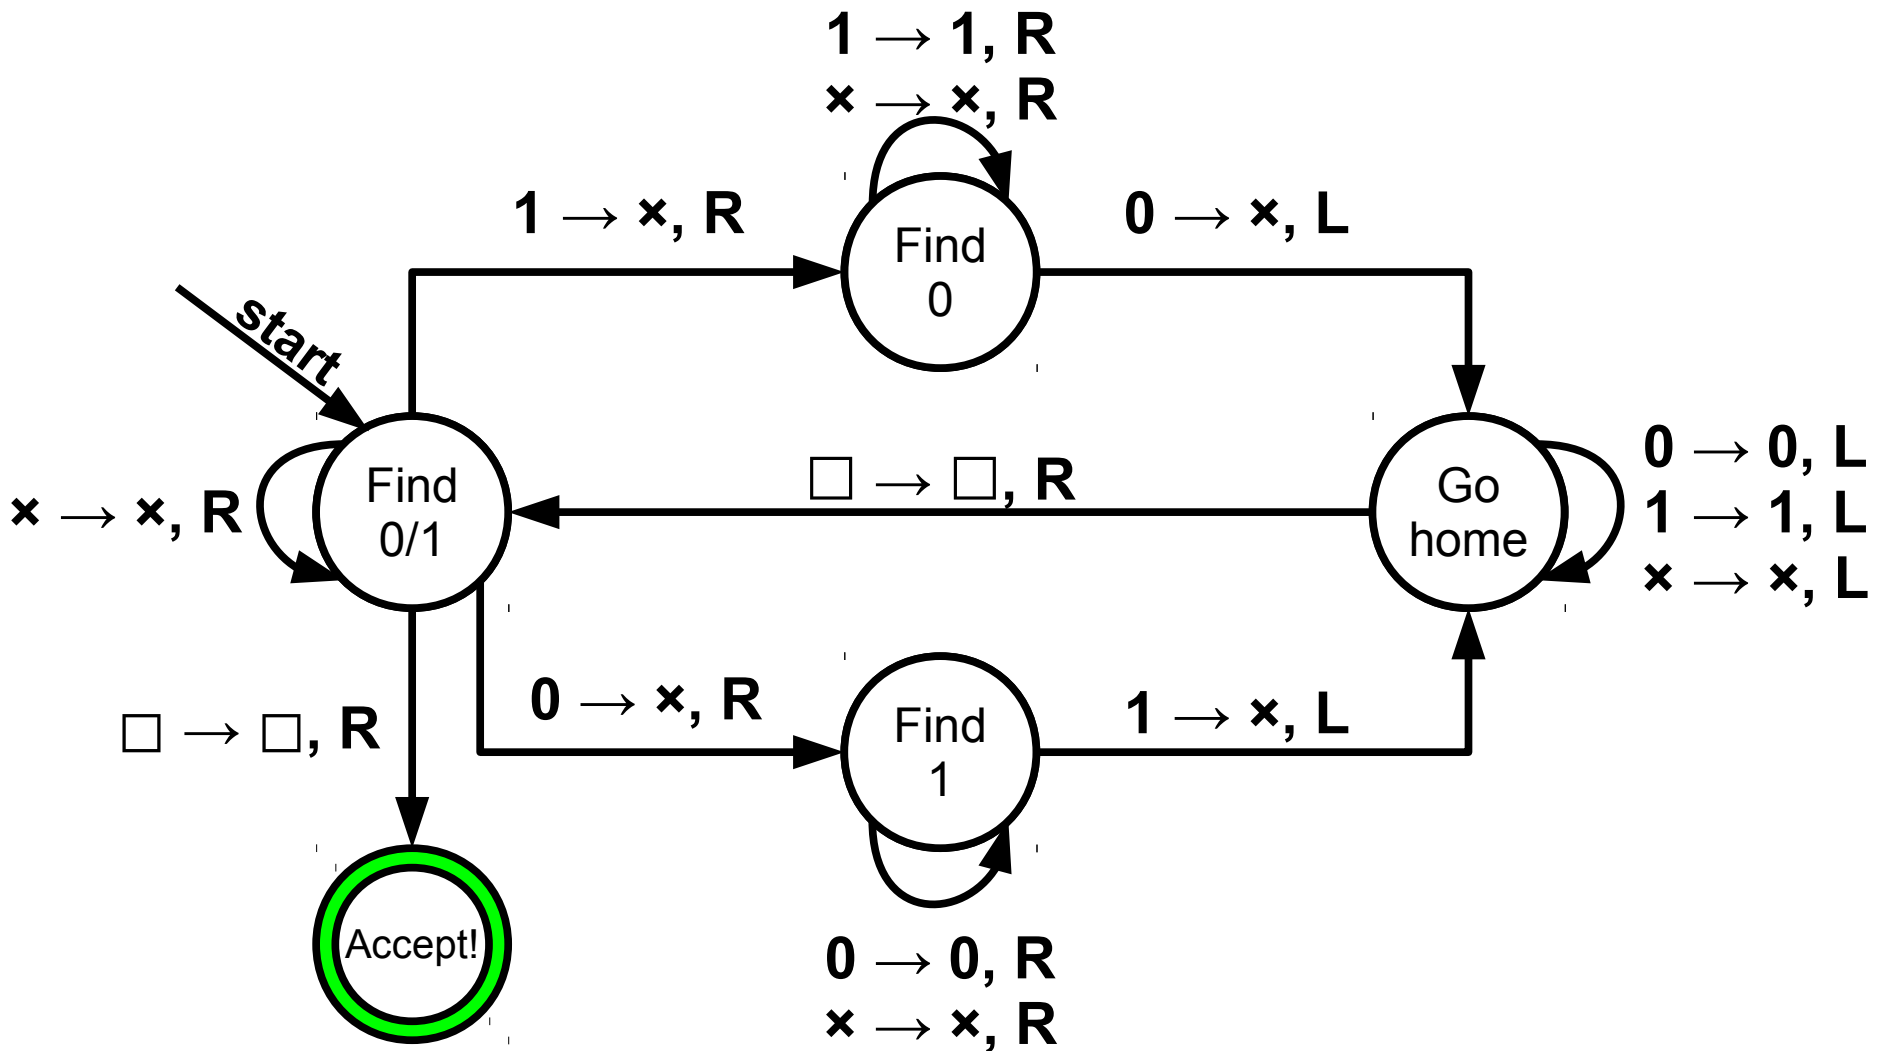 1 → 1, R
× → ×, R
1 → ×, R
0 → ×, L
Find
0
start
Find
0/1
× → ×, R
□ → □, R
Go
home
0 → 0, L
1 → 1, L
× → ×, L
□ → □, R
0 → ×, R
Find
1
1 → ×, L
Accept!
0 → 0, R
× → ×, R